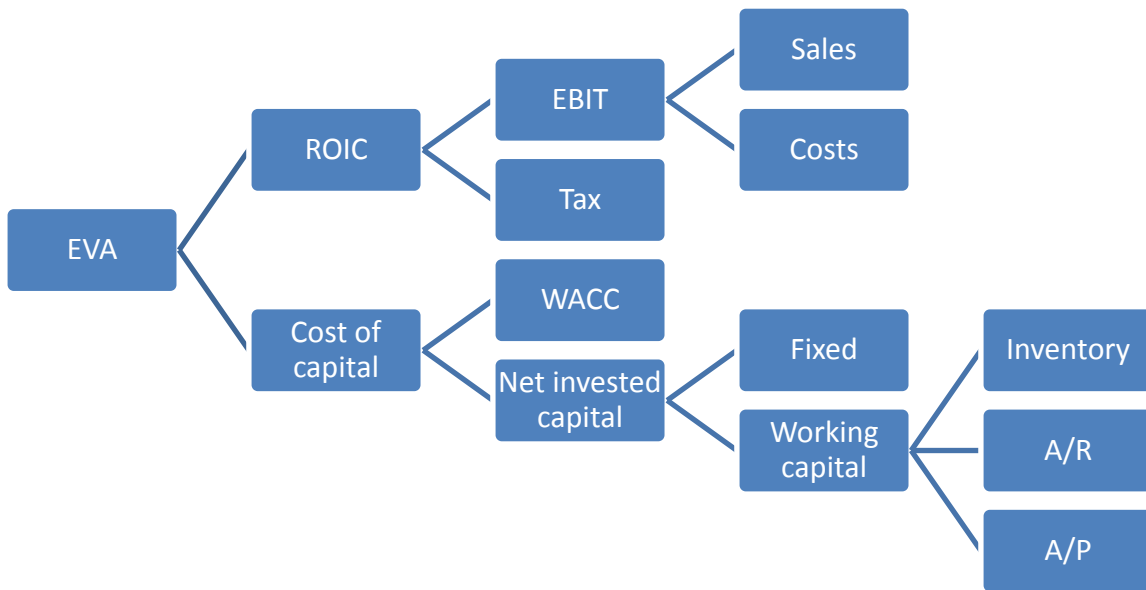 Sales
EBIT
ROIC
Costs
Tax
EVA
WACC
Cost of
capital
Fixed
Inventory
Net invested
capital
Working
capital
A/R
A/P